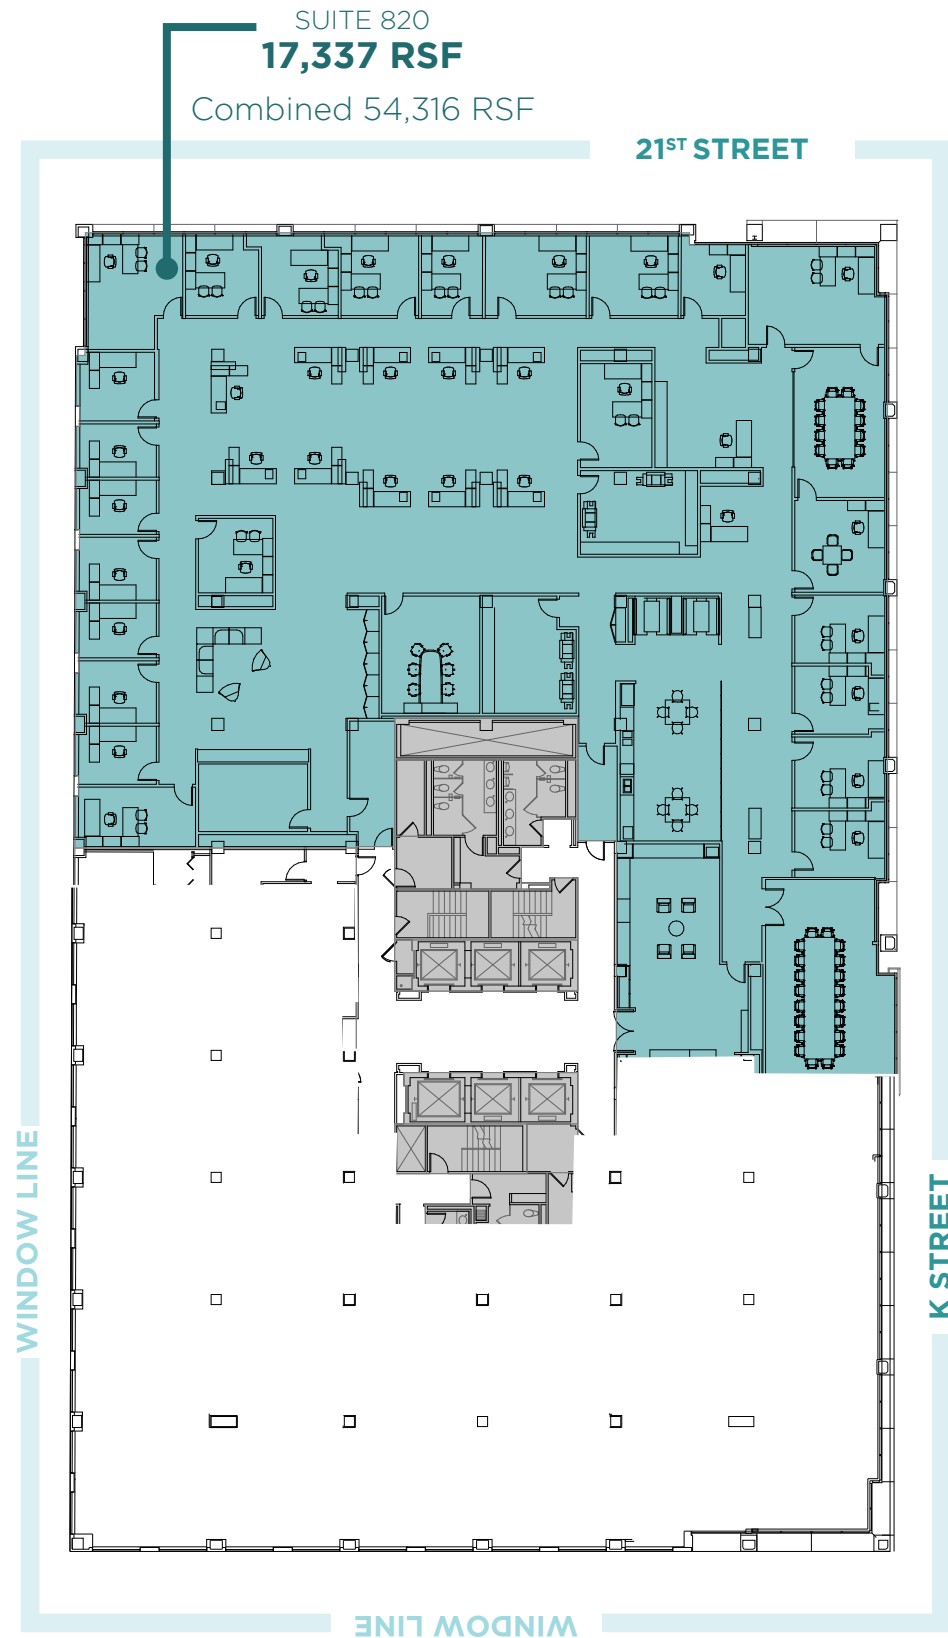 SUITE 820
17,337 RSF
Combined 54,316 RSF
21ST STREET
WINDOW LINE
K STREET
WINDOW LINE